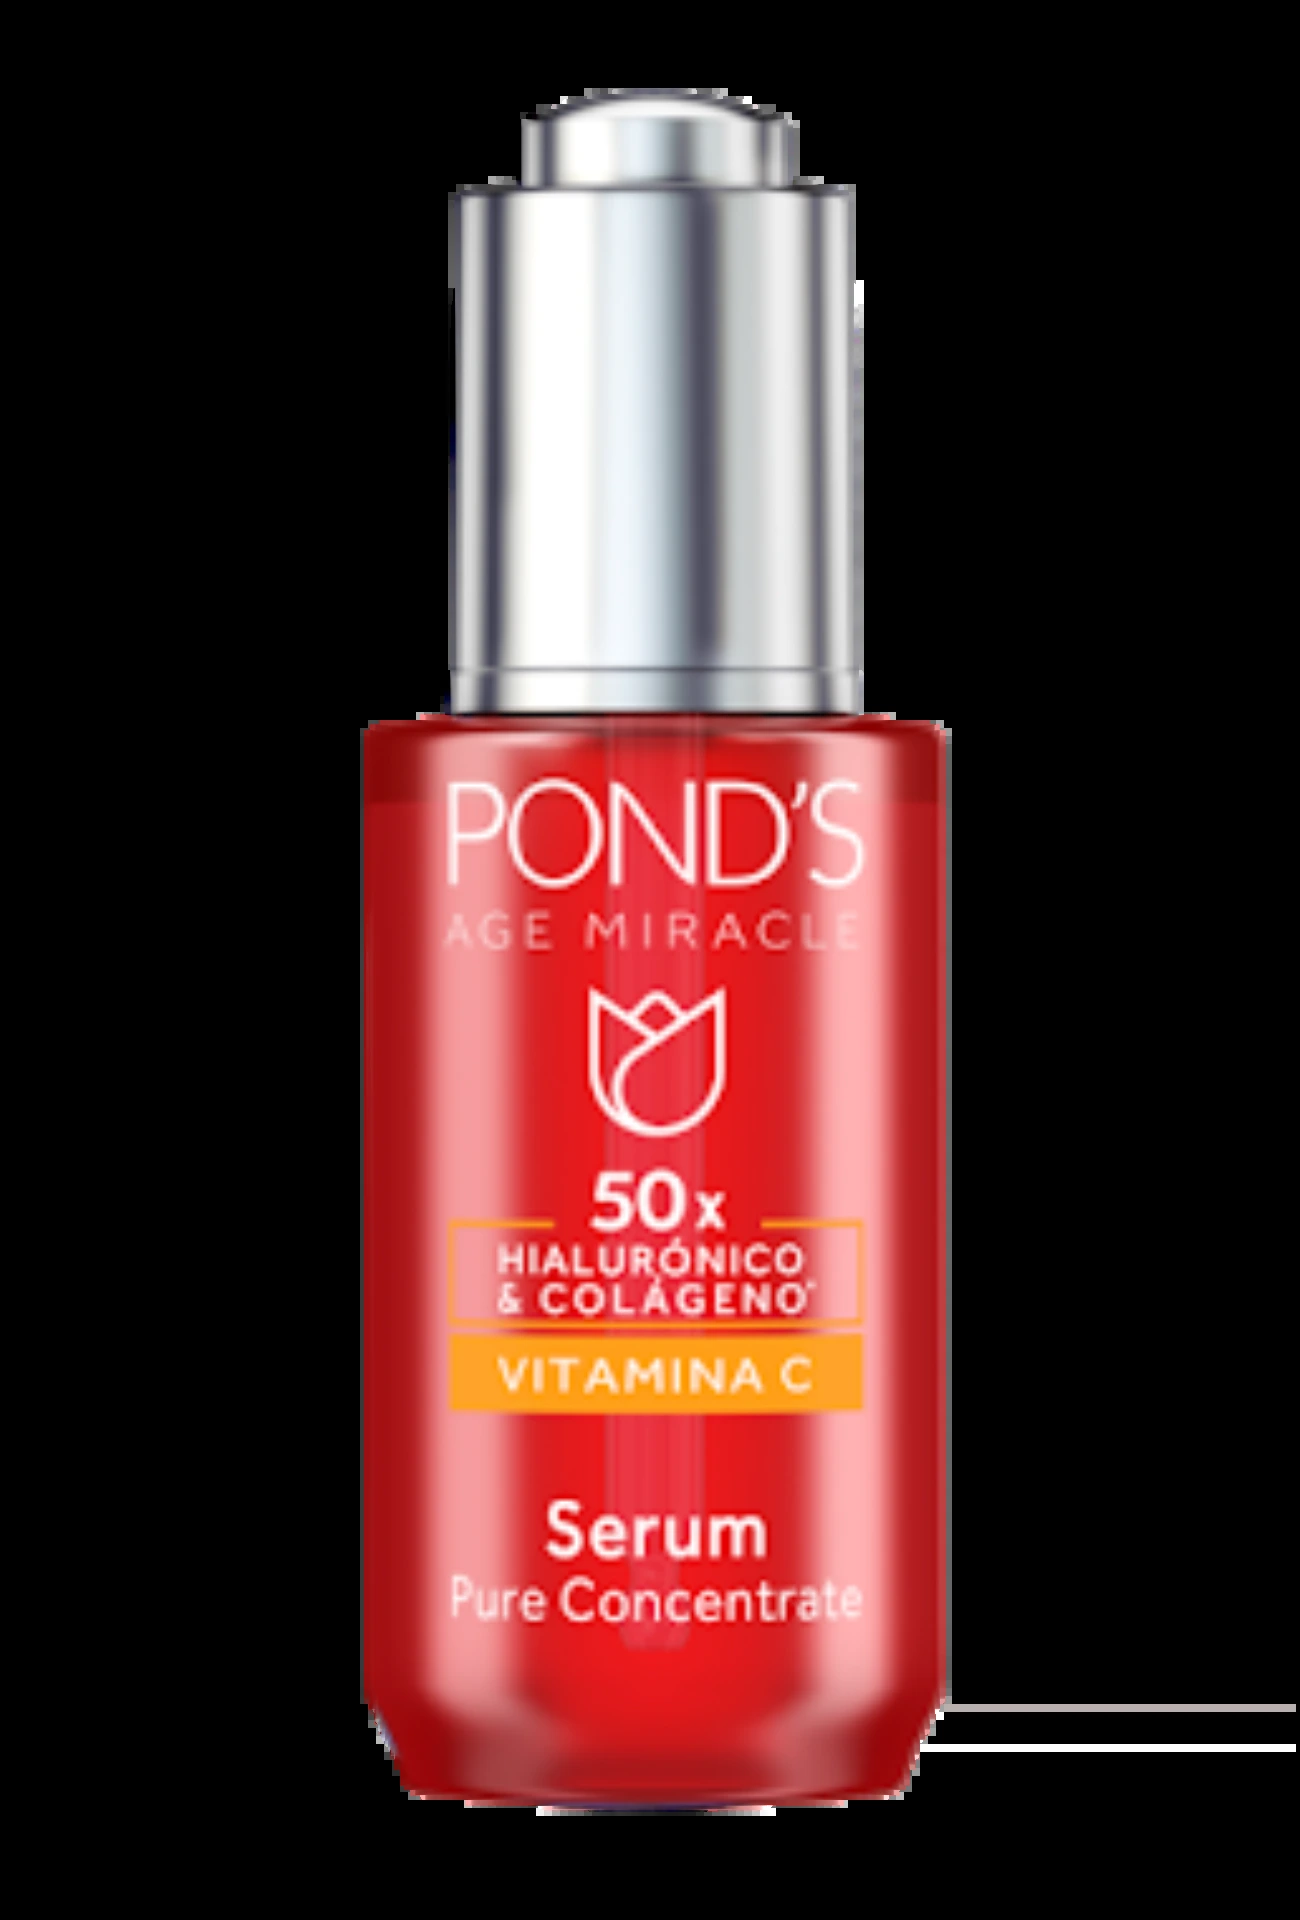 POND'S
AGE MIRACLE
50x
HIALURÓNICO
& COLÁGENO*
VITAMINA C
Serum
Pure Concentrate